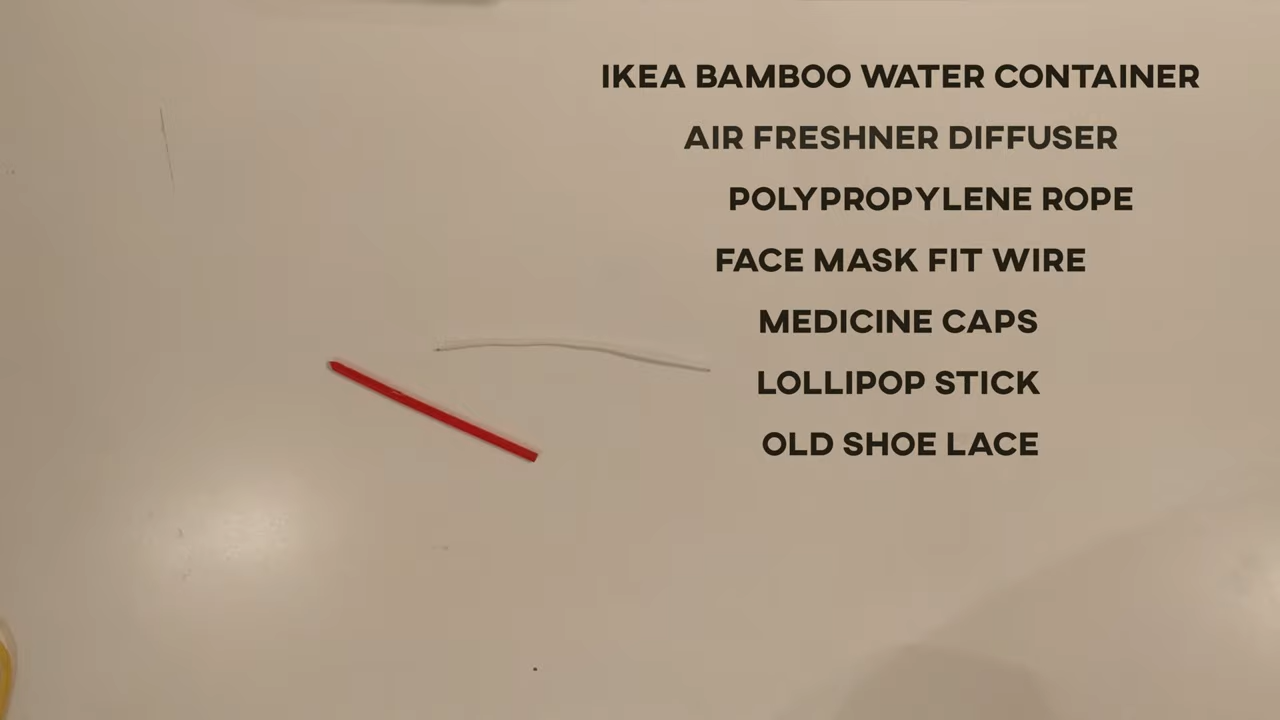 IKEA BAMBOO WATER CONTAINER
AIR FRESHNER DIFFUSER
POLYPROPYLENE ROPE
FACE MASK FIT WIRE
MEDICINE CAPS
LOLLIPOP STICK
OLD SHOE LACE